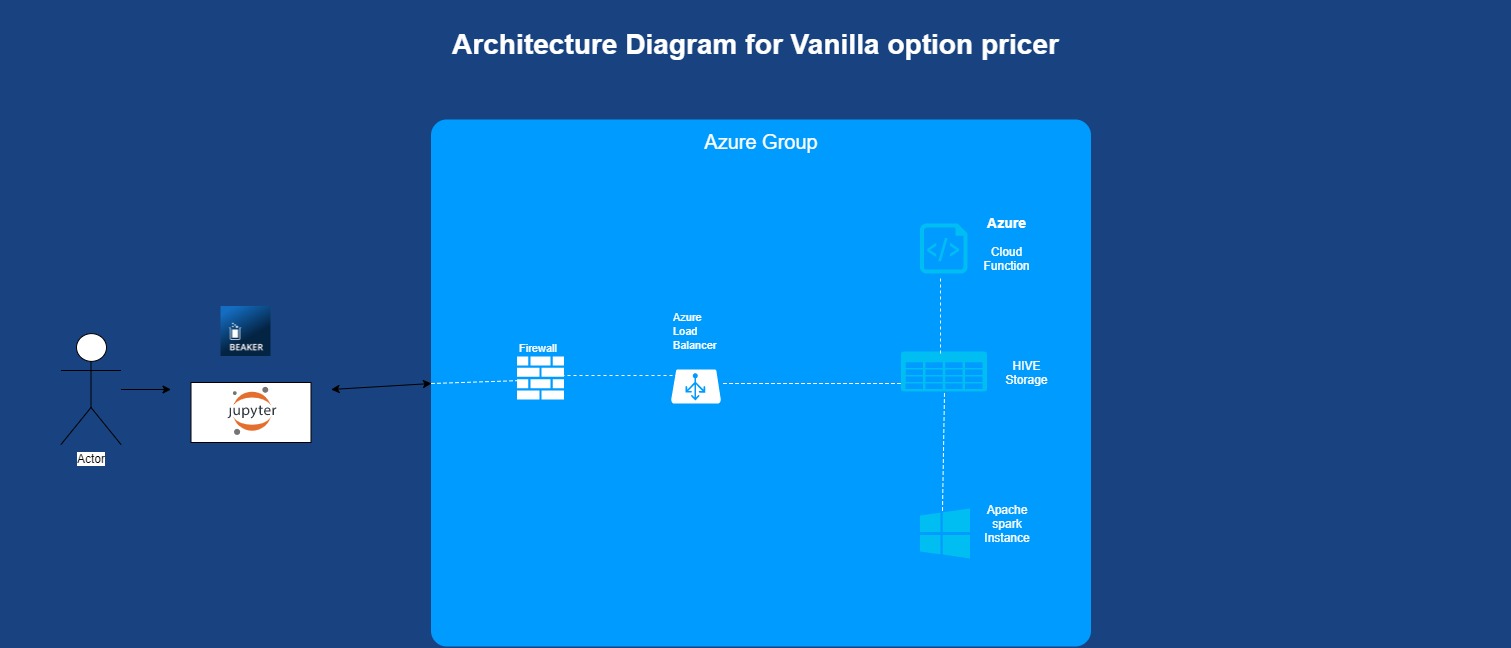 Architecture Diagram for Vanilla option pricer
Azure Group
Azure
Cloud
Function
Azure
Load
Balancer
BEAKER
Firewall
HIVE
Storage
jupyter
Actor
Apache
spark
Instance